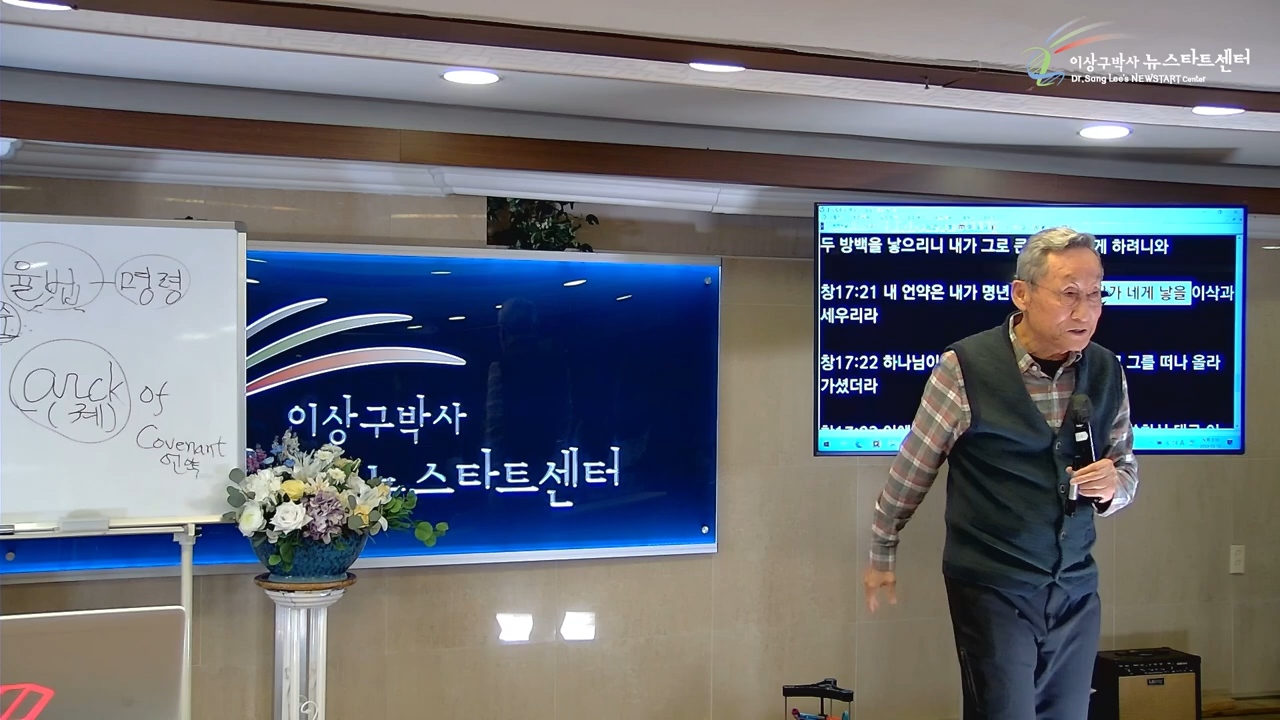 이상구박사 뉴스타트센터
Dr. Sang Lee's NEWSTART Center
율법 - 명령
arck of
(궤)
Covenant
언약
이상구박사
뉴스타트센터
두 방백을 낳으리니 내가 그로 큰 게 하려니와
창17:21 내 언약은 내가 명년 가 네게 낳을 이삭과
세우리라
창17:22 하나님이 그를 떠나 올라
가셨더라